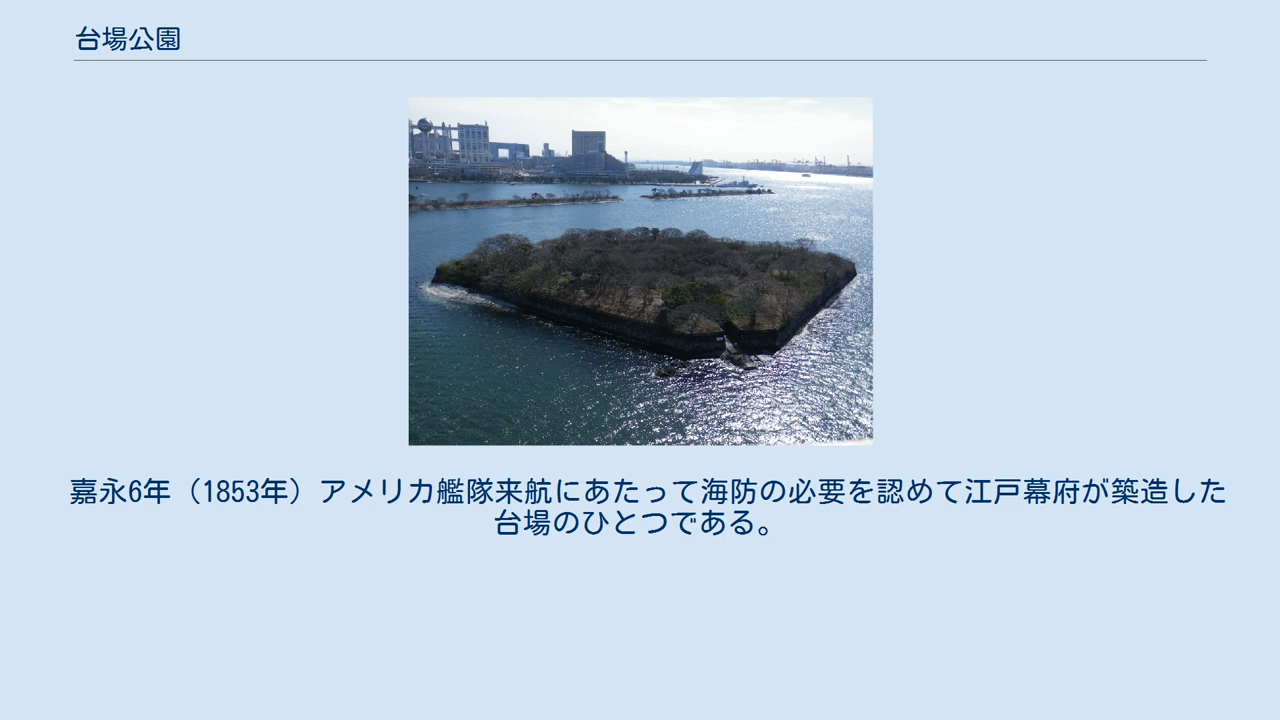 台場公園
嘉永6年（1853年）アメリカ艦隊来航にあたって海防の必要を認めて江戸幕府が築造した
台場のひとつである。